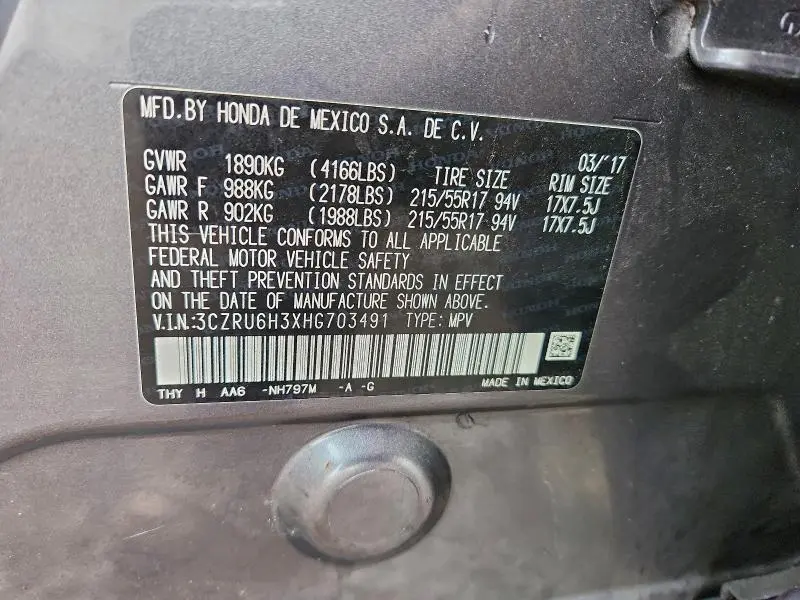 MFD.BY HONDA DE MEXICO S.A. DE C.V.
03/'17
GVWR 1890KG (4166LBS) TIRE SIZE RIM SIZE
GAWR F 988KG (2178LBS) 215/55R17 94V 17X7.5J
GAWR R 902KG (1988LBS) 215/55R17 94V 17X7.5J
THIS VEHICLE CONFORMS TO ALL APPLICABLE
FEDERAL MOTOR VEHICLE SAFETY
AND THEFT PREVENTION STANDARDS IN EFFECT
ON THE DATE OF MANUFACTURE SHOWN ABOVE.
V.I.N.:3CZRU6H3XHG703491 TYPE: MPV
THY H AA6 -NH797M -A -G MADE IN MEXICO